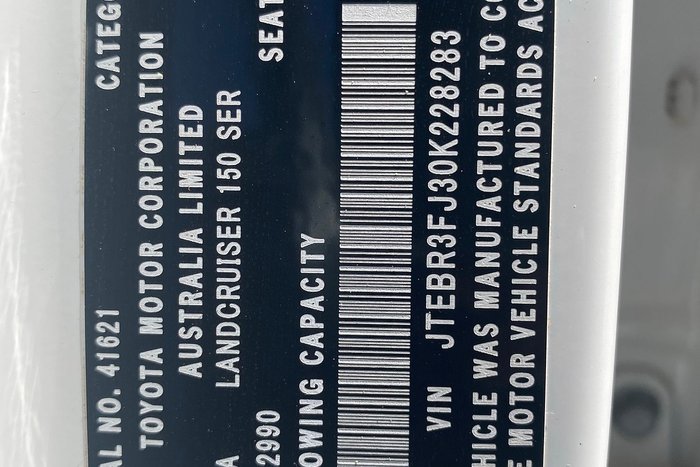 AL NO. 41621 CATEG
TOYOTA MOTOR CORPORATION
AUSTRALIA LIMITED
A LANDCRUISER 150 SER
2990 SEAT
OWING CAPACITY
VIN JTEBR3FJ30K228283
HICLE WAS MANUFACTURED TO CO
E MOTOR VEHICLE STANDARDS AC